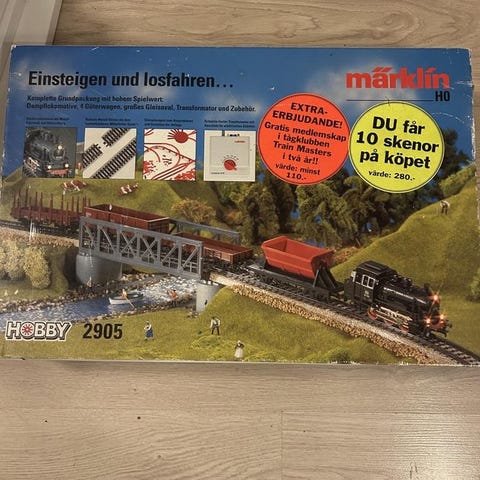 Einsteigen und losfahren...
märklin
HO
Komplette Grundpackung mit hohem Spielwert:
Dampflokomotive, 4 Güterwagen, großes Gleisoval, Transformator und Zubehör.
EXTRA-
ERBJUDANDE!
Gratis medlemskap
i tågklubben
Train Masters
i två år!!
värde: minst
110.-
DU får
10 skenor
på köpet
värde: 280.-
HOBBY 2905